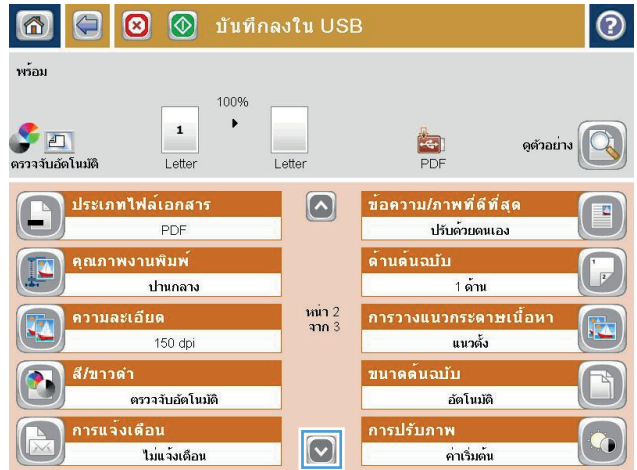 บันทึกลงใน USB
?
พร้อม
100%
1
ตรวจจับอัตโนมัติ
Letter
Letter
PDF
ดูตัวอย่าง
ประเภทไฟล์เอกสาร
PDF
คุณภาพงานพิมพ์
ปานกลาง
ความละเอียด
150 dpi
สี/ขาวดำ
ตรวจจับอัตโนมัติ
การแจ้งเตือน
ไม่แจ้งเตือน
หน้า 2
จาก 3
ข้อความ/ภาพที่ดีที่สุด
ปรับด้วยตนเอง
ด้านต้นฉบับ
1 ด้าน
1
2
การวางแนวกระดาษเนื้อหา
แนวตั้ง
ขนาดต้นฉบับ
อัตโนมัติ
การปรับภาพ
ค่าเริ่มต้น